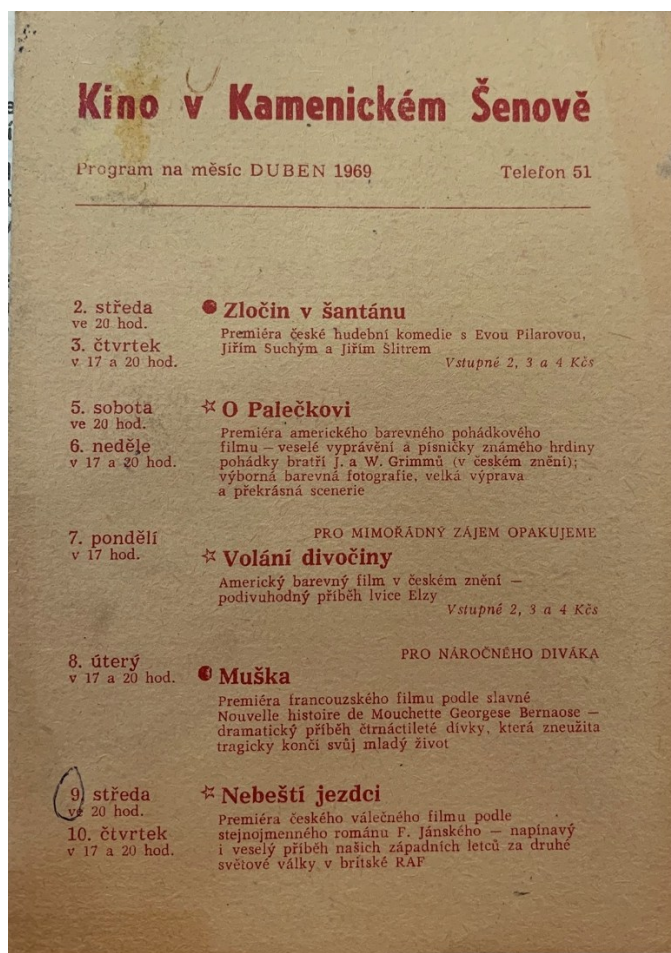 Kino v Kamenickém Šenově
Program na měsíc DUBEN 1969 Telefon 51
2. středa
ve 20 hod.
3. čtvrtek
v 17 a 20 hod.
Zločin v šantánu
Premiéra české hudební komedie s Evou Pilarovou,
Jiřím Suchým a Jiřím Šlitrem
Vstupné 2, 3 a 4 Kčs
5. sobota
ve 20 hod.
6. neděle
v 17 a 20 hod.
☆ O Palečkovi
Premiéra amerického barevného pohádkového
filmu — veselé vyprávění a písničky známého hrdiny
pohádky bratří J. a W. Grimmů (v českém znění);
výborná barevná fotografie, velká výprava
a překrásná scenerie
7. pondělí
v 17 hod.
PRO MIMOŘÁDNÝ ZÁJEM OPAKUJEME
☆ Volání divočiny
Americký barevný film v českém znění —
podivuhodný příběh lvice Elzy
Vstupné 2, 3 a 4 Kčs
8. úterý
v 17 a 20 hod.
PRO NÁROČNÉHO DIVÁKA
Muška
Premiéra francouzského filmu podle slavné
Nouvelle histoire de Mouchette Georgese Bernaose —
dramatický příběh čtrnáctileté dívky, která zneužita
tragicky končí svůj mladý život
9. středa
ve 20 hod.
10. čtvrtek
v 17 a 20 hod.
☆ Nebeští jezdci
Premiéra českého válečného filmu podle
stejnojmenného románu F. Jánského — napínavý
i veselý příběh našich západních letců za druhé
světové války v britské RAF